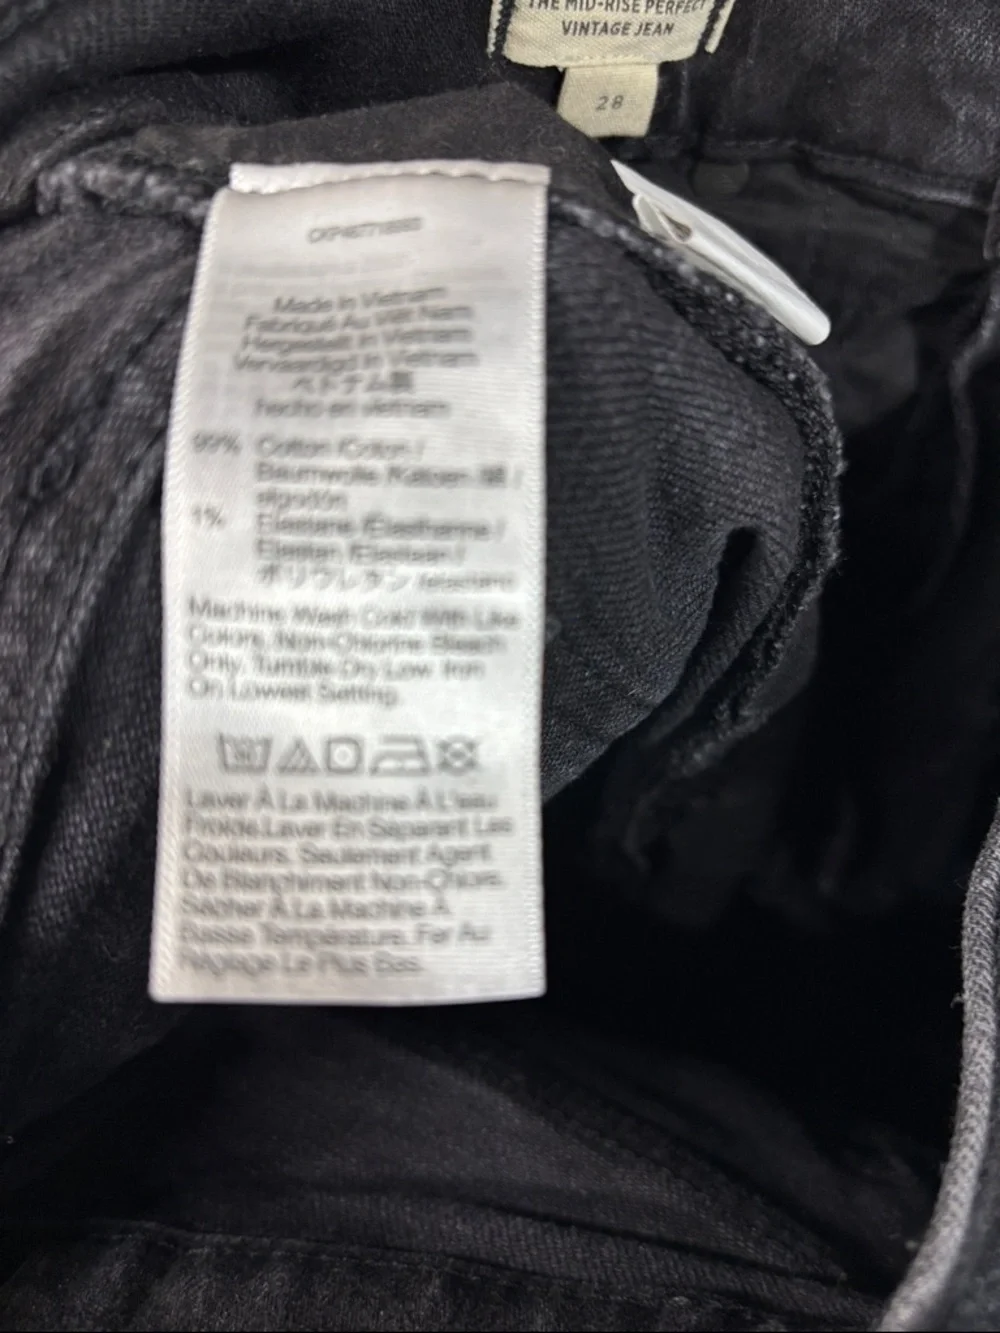 THE MID-RISE PERFECT
VINTAGE JEAN
28
Made In Vietnam
Fabriqué Au Viêt Nam
Hergestellt in Vietnam
Vervaardigd In Vietnam
ベトナム製
hecho en vietnam
99% Cotton /Coton /
Baumwolle /Katoen /綿 /
algodón
1% Elastane /Élasthanne /
Elastan /Elastaan /
ポリウレタン /elastano
Machine Wash Cold With Like
Colors, Non-Chlorine Bleach
Only, Tumble Dry Low. Iron
On Lowest Setting.
Laver À La Machine À L'eau
Froide.Laver En Séparant Les
Couleurs. Seulement Agent
De Blanchiment Non-Chlore.
Sécher À La Machine À
Basse Température. Fer Au
Réglage Le Plus Bas.